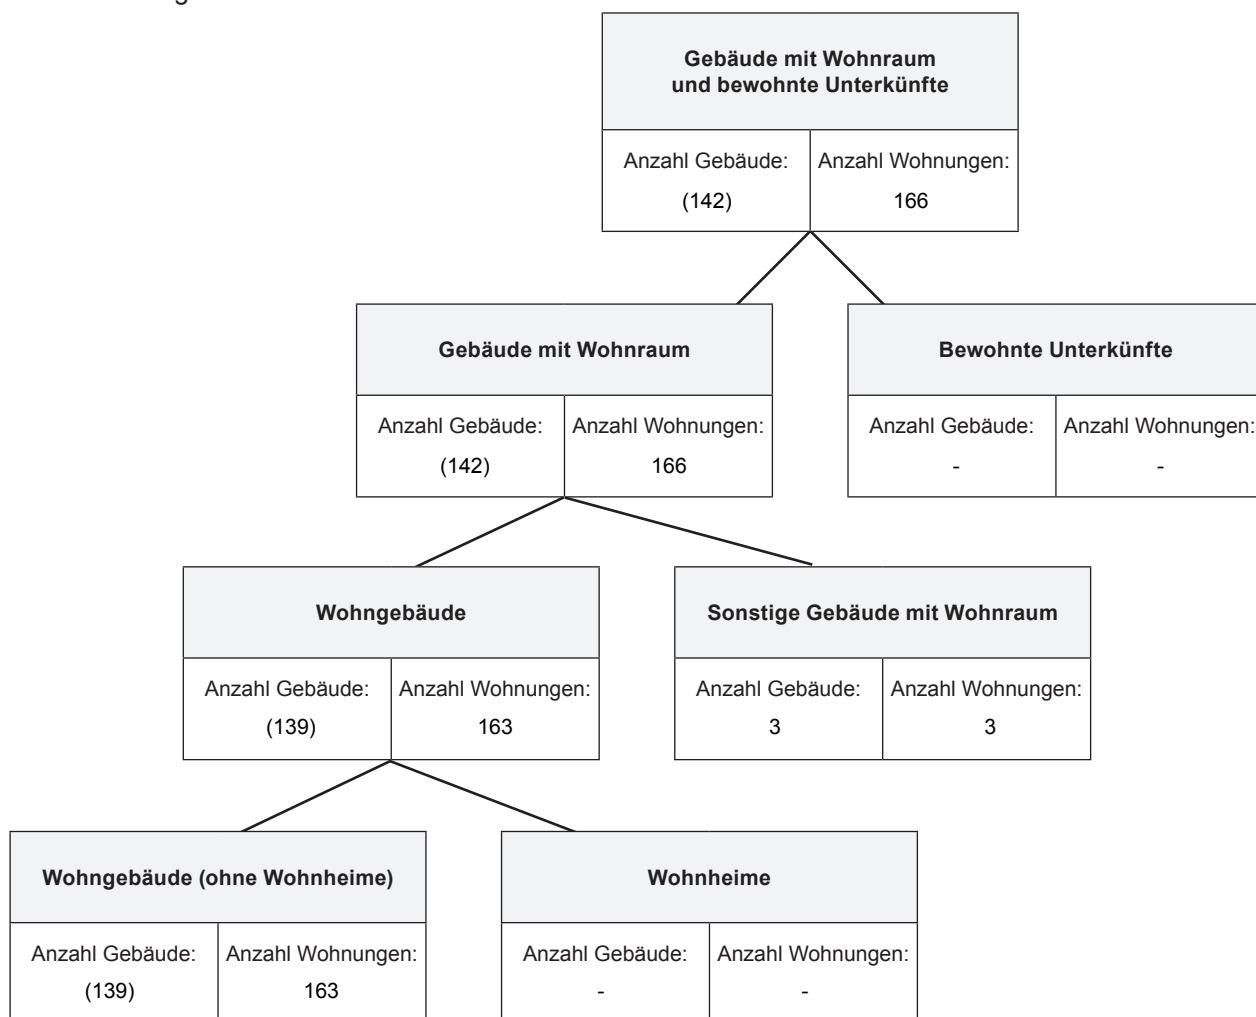 Gebäude mit Wohnraum
und bewohnte Unterkünfte
Anzahl Gebäude: Anzahl Wohnungen:
(142) 166
Gebäude mit Wohnraum
Anzahl Gebäude: Anzahl Wohnungen:
(142) 166
Bewohnte Unterkünfte
Anzahl Gebäude: Anzahl Wohnungen:
- -
Wohngebäude
Anzahl Gebäude: Anzahl Wohnungen:
(139) 163
Sonstige Gebäude mit Wohnraum
Anzahl Gebäude: Anzahl Wohnungen:
3 3
Wohngebäude (ohne Wohnheime)
Anzahl Gebäude: Anzahl Wohnungen:
(139) 163
Wohnheime
Anzahl Gebäude: Anzahl Wohnungen:
- -